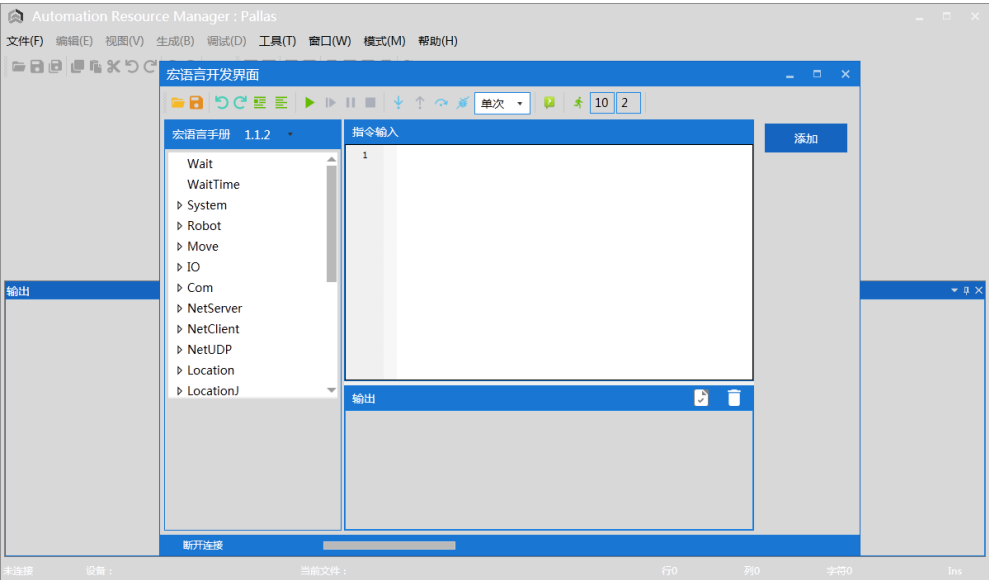 Automation Resource Manager : Pallas
文件(F) 编辑(E) 视图(V) 生成(B) 调试(D) 工具(T) 窗口(W) 模式(M) 帮助(H)
宏语言开发界面
单次 10 2
宏语言手册 1.1.2
指令输入
添加
1
Wait
WaitTime
System
Robot
Move
IO
Com
NetServer
NetClient
NetUDP
Location
LocationJ
输出
输出
断开连接
未连接 设备 : 当前文件 : 行0 列0 字符0 Ins